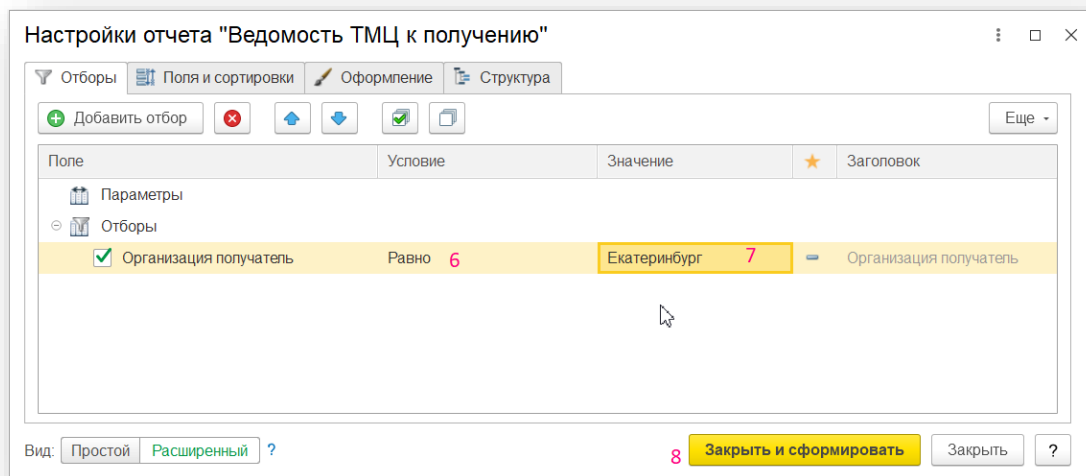 Настройки отчета "Ведомость ТМЦ к получению"
Отборы Поля и сортировки Оформление Структура
Добавить отбор Еще
Поле Условие Значение Заголовок
Параметры
Отборы
Организация получатель Равно 6 Екатеринбург 7 Организация получатель
Вид: Простой Расширенный ? 8 Закрыть и сформировать Закрыть ?